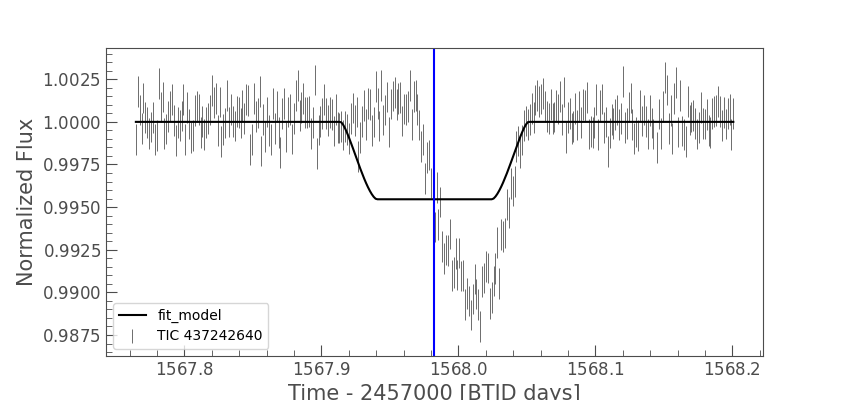 1.0025
1.0000
0.9975
0.9950
0.9925
0.9900
0.9875
Normalized Flux
fit_model
TIC 437242640
1567.8 1567.9 1568.0 1568.1 1568.2
Time - 2457000 [BTJD days]